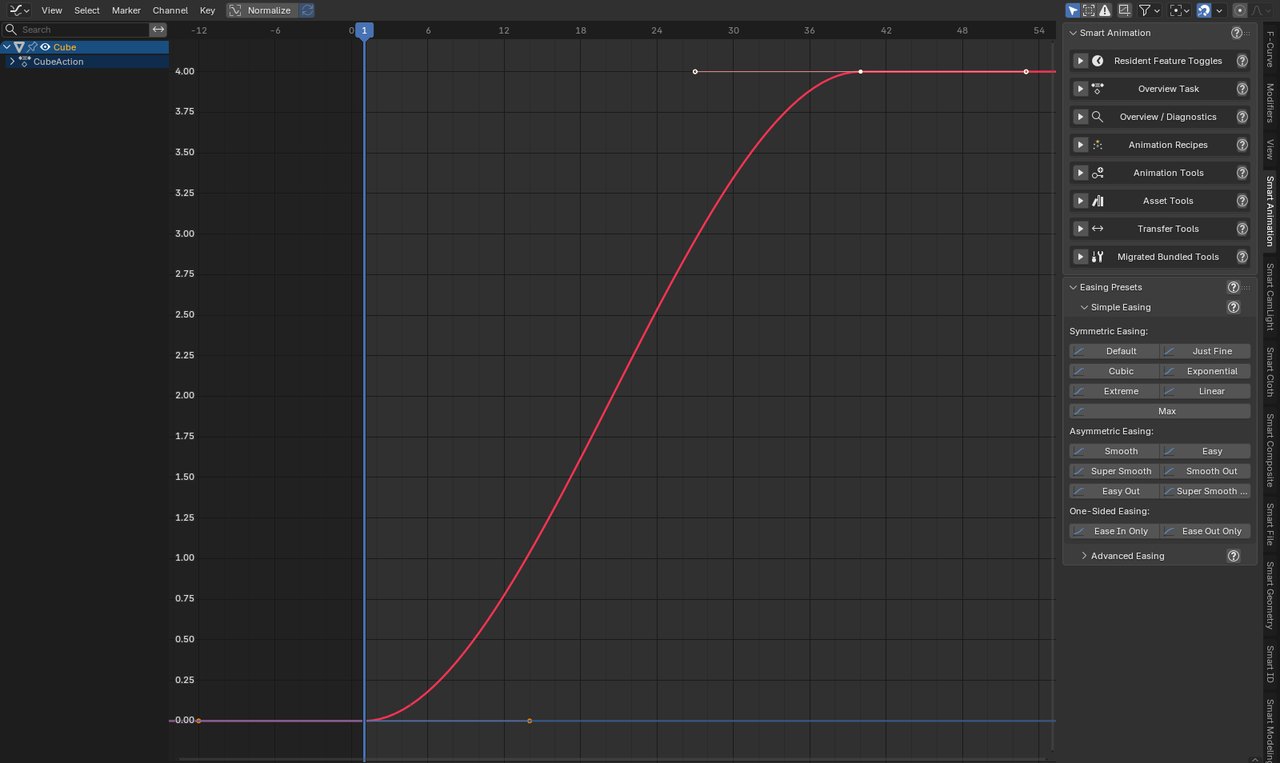 View Select Marker Channel Key Normalize
Search
-12 -6 0 1 6 12 18 24 30 36 42 48 54
Cube
CubeAction
4.00
3.75
3.50
3.25
3.00
2.75
2.50
2.25
2.00
1.75
1.50
1.25
1.00
0.75
0.50
0.25
0.00
Smart Animation
Resident Feature Toggles
Overview Task
Overview / Diagnostics
Animation Recipes
Animation Tools
Asset Tools
Transfer Tools
Migrated Bundled Tools
Easing Presets
Simple Easing
Symmetric Easing:
Default Just Fine
Cubic Exponential
Extreme Linear
Max
Asymmetric Easing:
Smooth Easy
Super Smooth Smooth Out
Easy Out Super Smooth ...
One-Sided Easing:
Ease In Only Ease Out Only
Advanced Easing
F-Curve
Modifiers
View
Smart Animation
Smart CamLight
Smart Cloth
Smart Composite
Smart File
Smart Geometry
Smart ID
Smart Modeling